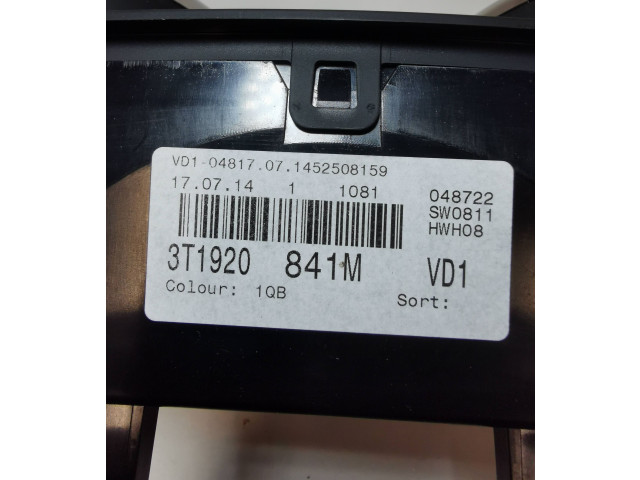 VD1-04817.07.1452508159
17.07.14 1 1081 048722
SW0811
HWH08
3T1920 841M VD1
Colour: 1QB Sort: